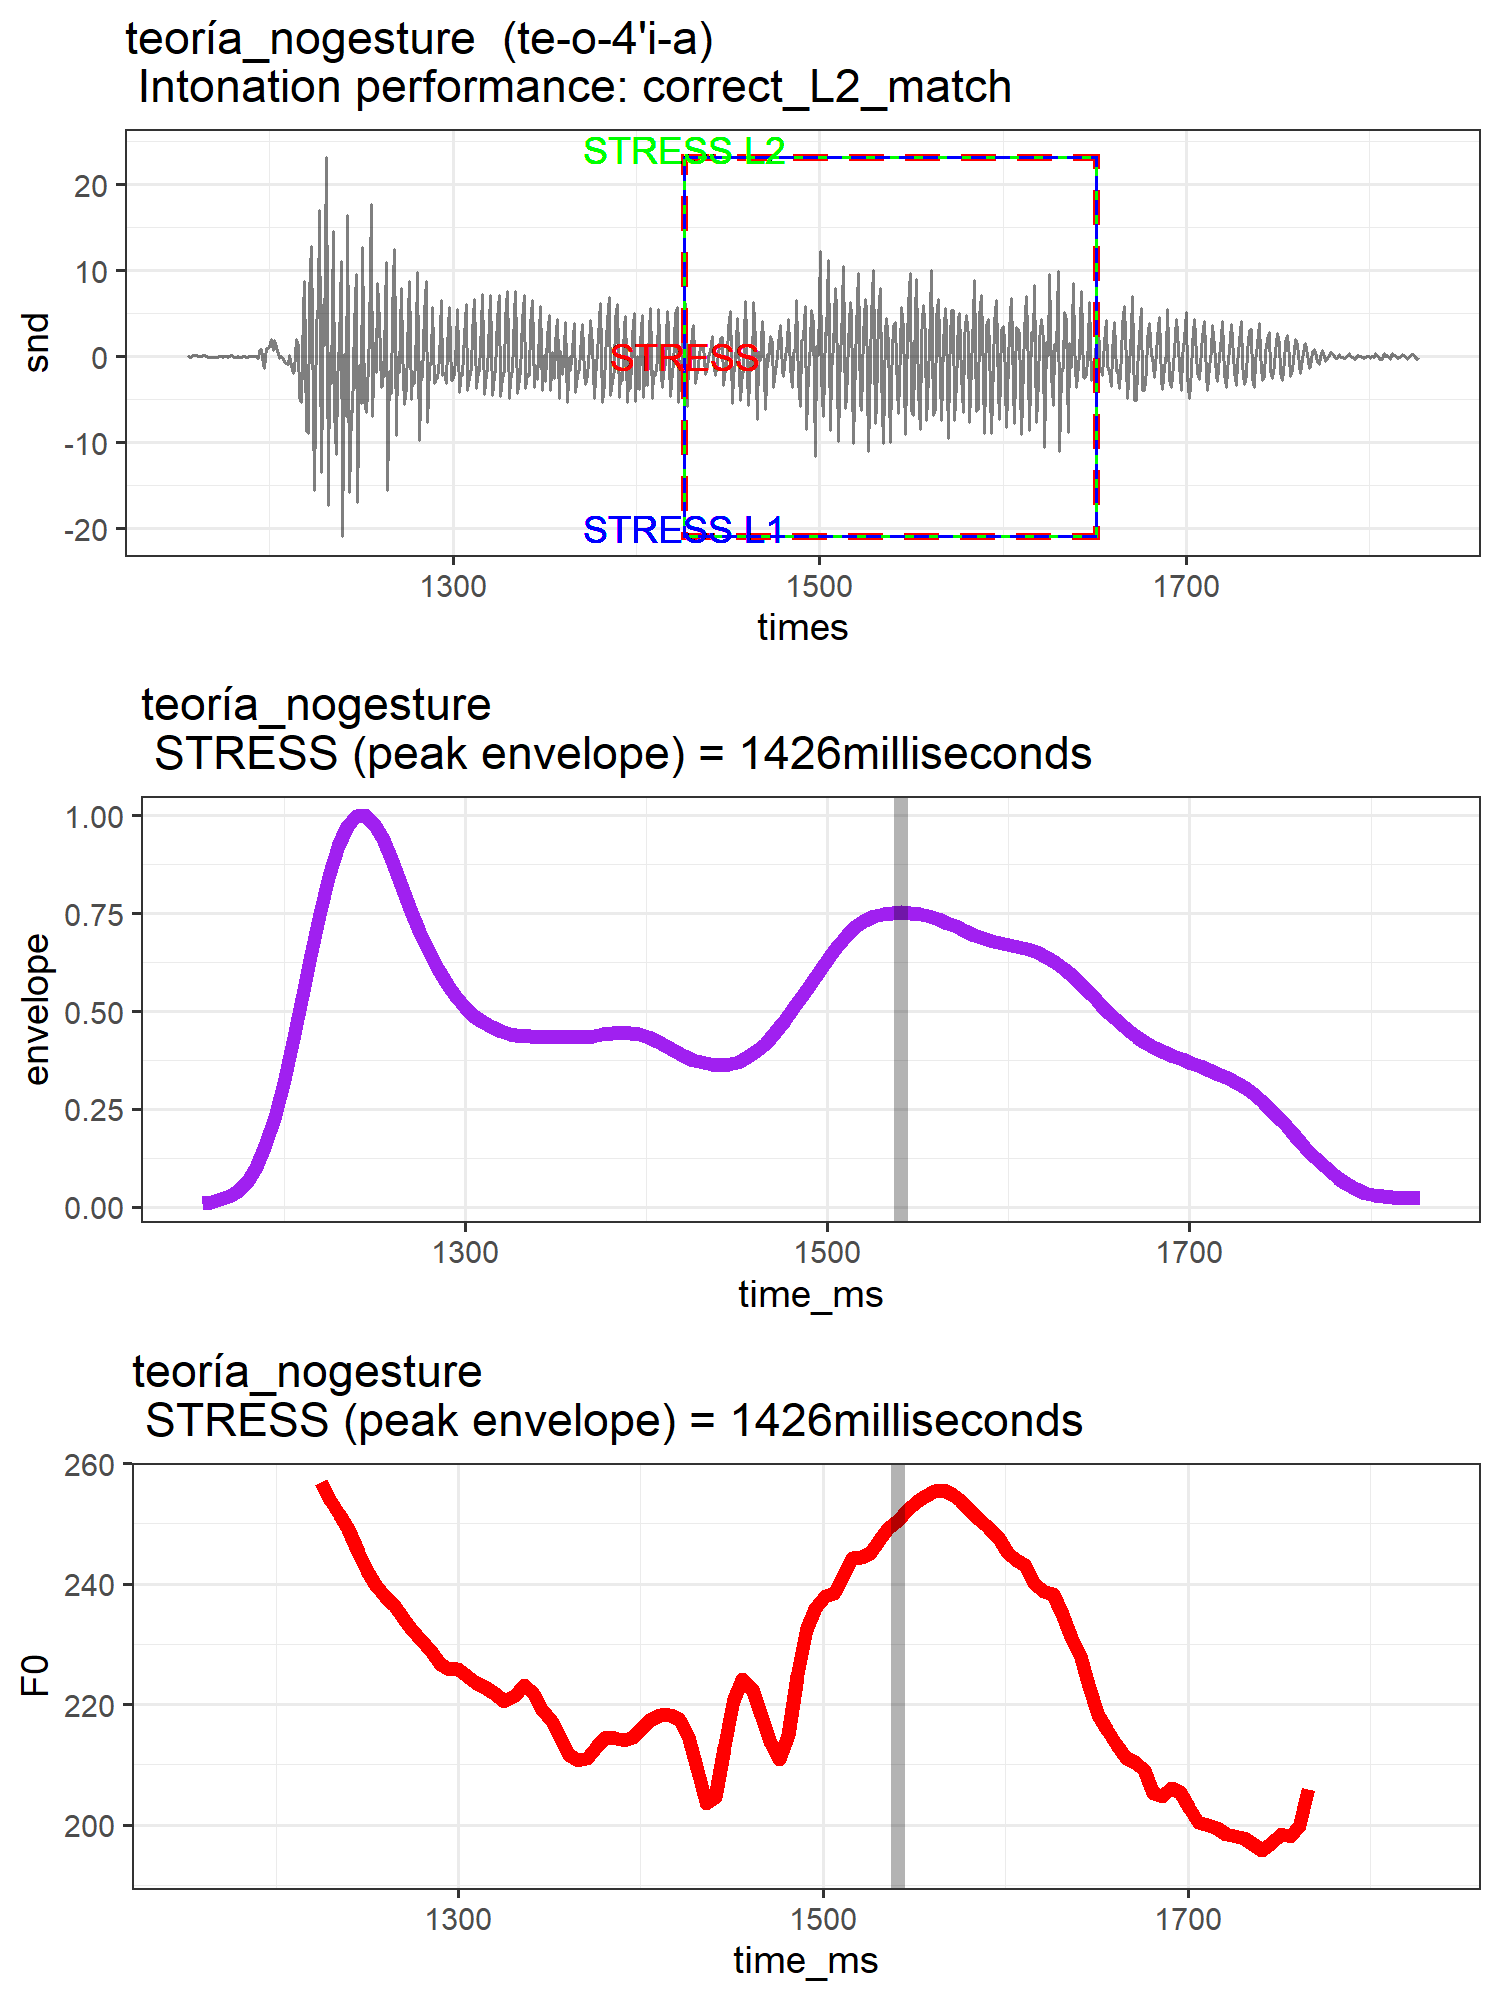 teoría_nogesture  (te-o-4'i-a)
Intonation performance: correct_L2_match
STRESS L2
20
10
STRESS
0
-10
STRESS L1
-20
snd
1300 1500 1700
times
teoría_nogesture
STRESS (peak envelope) = 1426milliseconds
1.00
0.75
0.50
0.25
0.00
envelope
1300 1500 1700
time_ms
teoría_nogesture
STRESS (peak envelope) = 1426milliseconds
260
240
220
200
F0
1300 1500 1700
time_ms